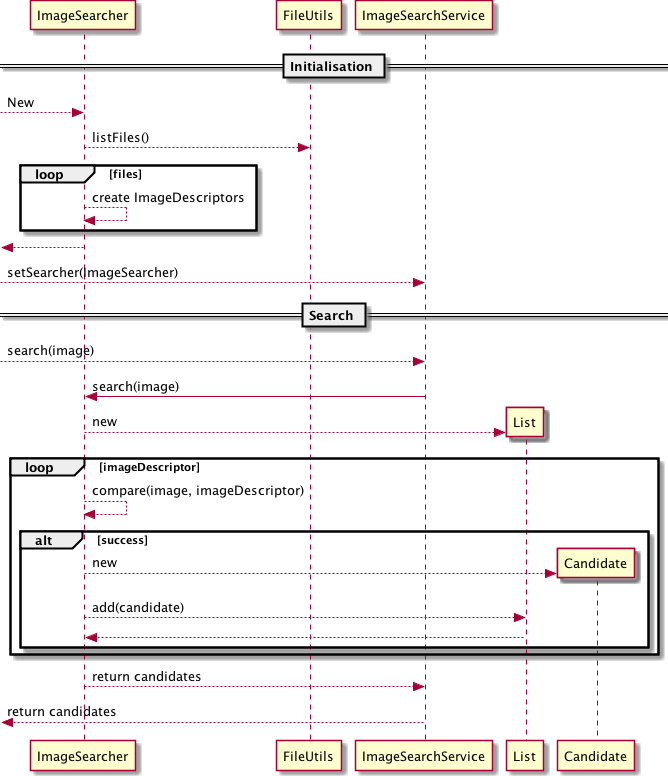 ImageSearcher FileUtils ImageSearchService
Initialisation
New
listFiles()
loop [files]
create ImageDescriptors
setSearcher(ImageSearcher)
Search
search(image)
search(image)
new List
loop [imageDescriptor]
compare(image, imageDescriptor)
alt [success]
new Candidate
add(candidate)
return candidates
return candidates
ImageSearcher FileUtils ImageSearchService List Candidate